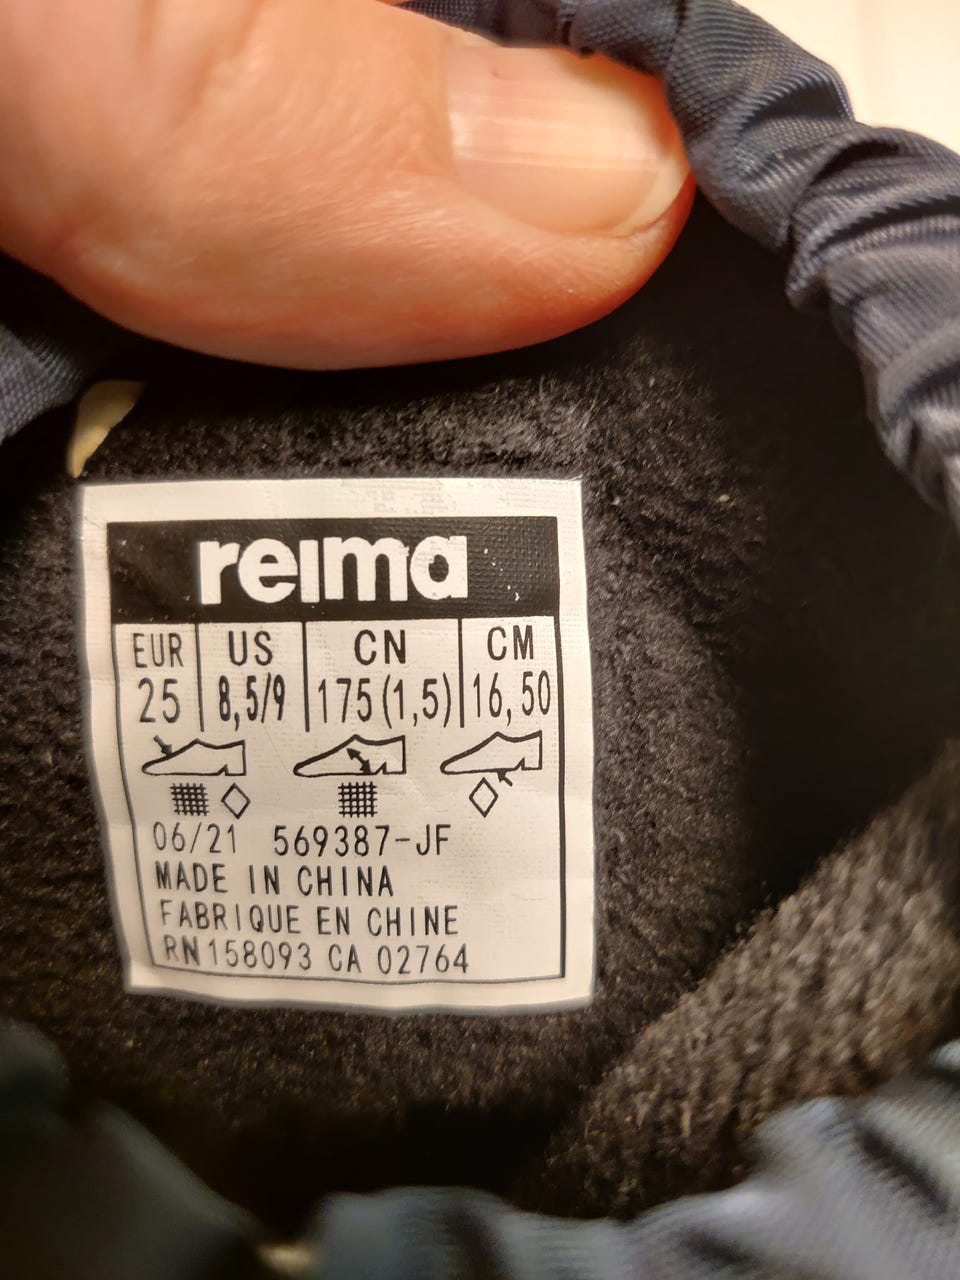 reima
EUR US CN CM
25 8,5/9 175(1,5) 16,50
06/21 569387-JF
MADE IN CHINA
FABRIQUE EN CHINE
RN158093 CA 02764